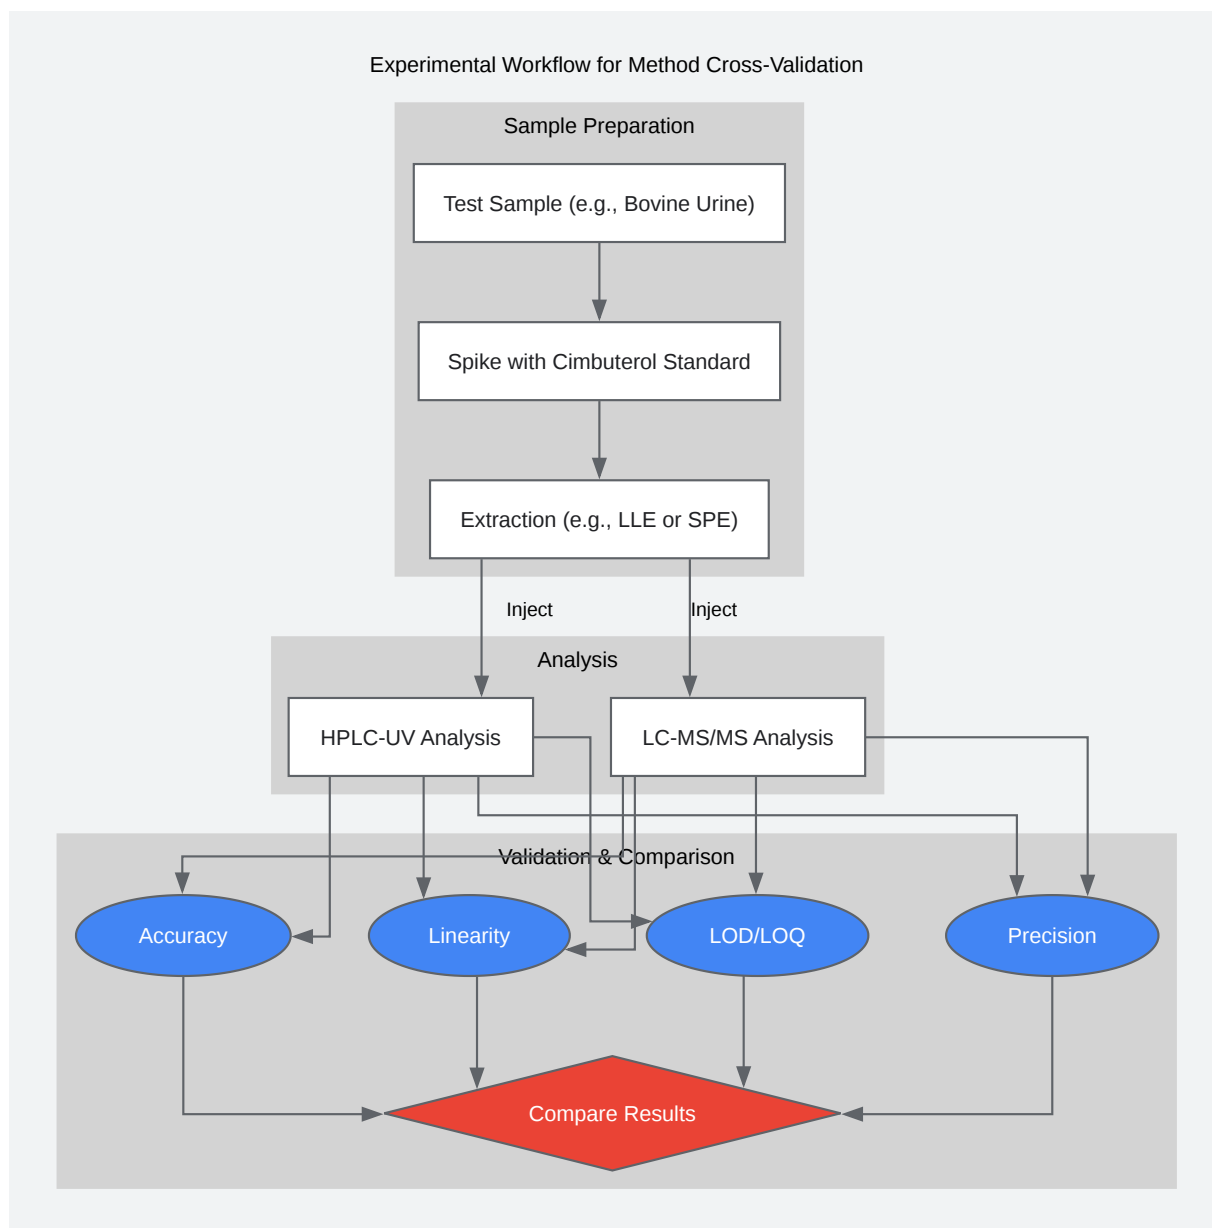 Experimental Workflow for Method Cross-Validation
Sample Preparation
Test Sample (e.g., Bovine Urine)
Spike with Cimbuterol Standard
Extraction (e.g., LLE or SPE)
Inject
Inject
Analysis
HPLC-UV Analysis
LC-MS/MS Analysis
Validation & Comparison
Accuracy
Linearity
LOD/LOQ
Precision
Compare Results